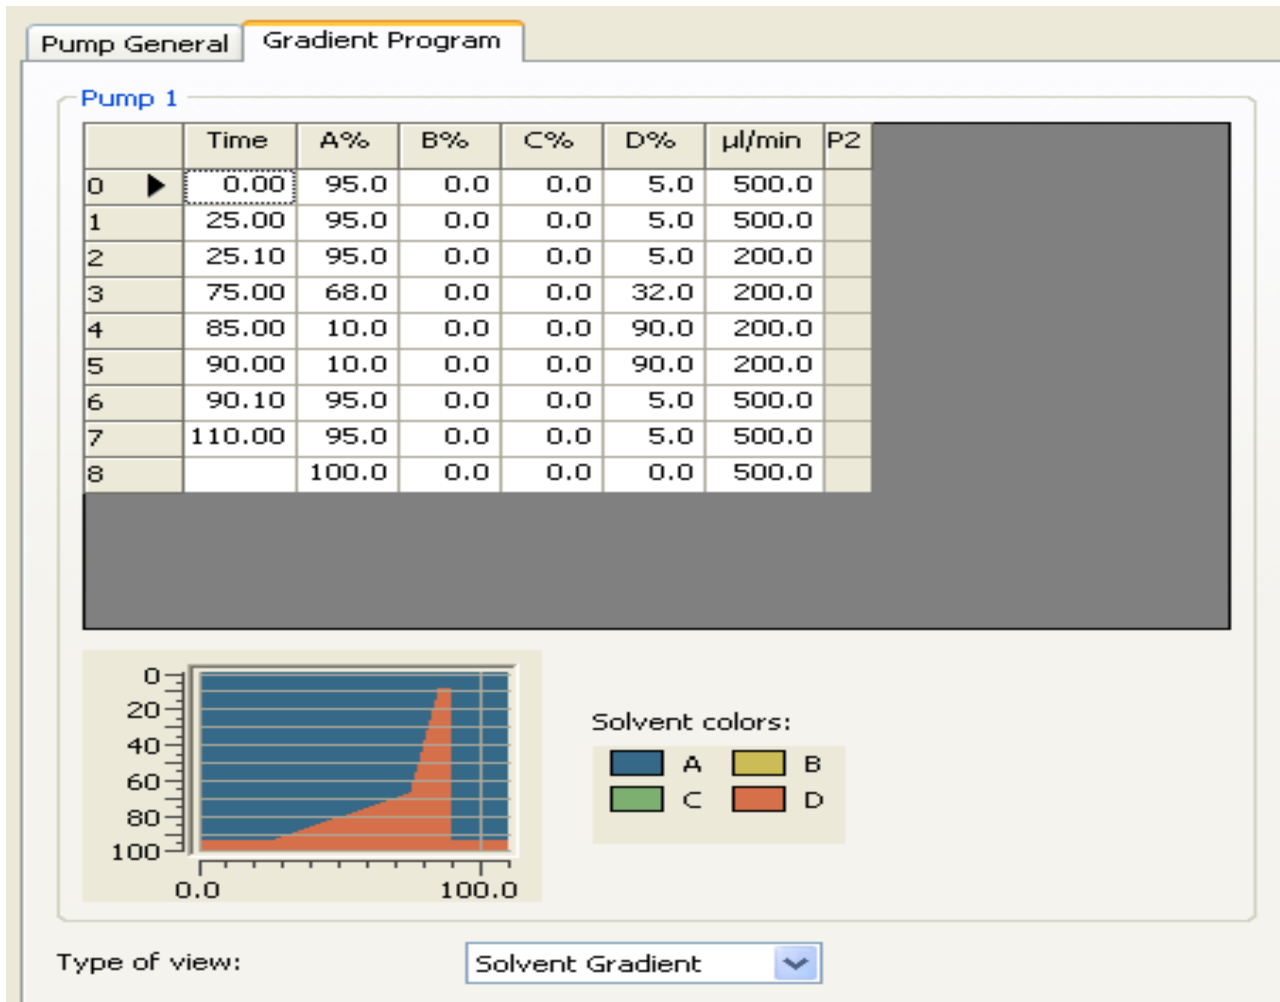 Pump General Gradient Program
Pump 1
Time A% B% C% D% µl/min P2
0 0.00 95.0 0.0 0.0 5.0 500.0
1 25.00 95.0 0.0 0.0 5.0 500.0
2 25.10 95.0 0.0 0.0 5.0 200.0
3 75.00 68.0 0.0 0.0 32.0 200.0
4 85.00 10.0 0.0 0.0 90.0 200.0
5 90.00 10.0 0.0 0.0 90.0 200.0
6 90.10 95.0 0.0 0.0 5.0 500.0
7 110.00 95.0 0.0 0.0 5.0 500.0
8 100.0 0.0 0.0 0.0 500.0
0
20
40
60
80
100
0.0 100.0
Solvent colors:
A B
C D
Type of view: Solvent Gradient